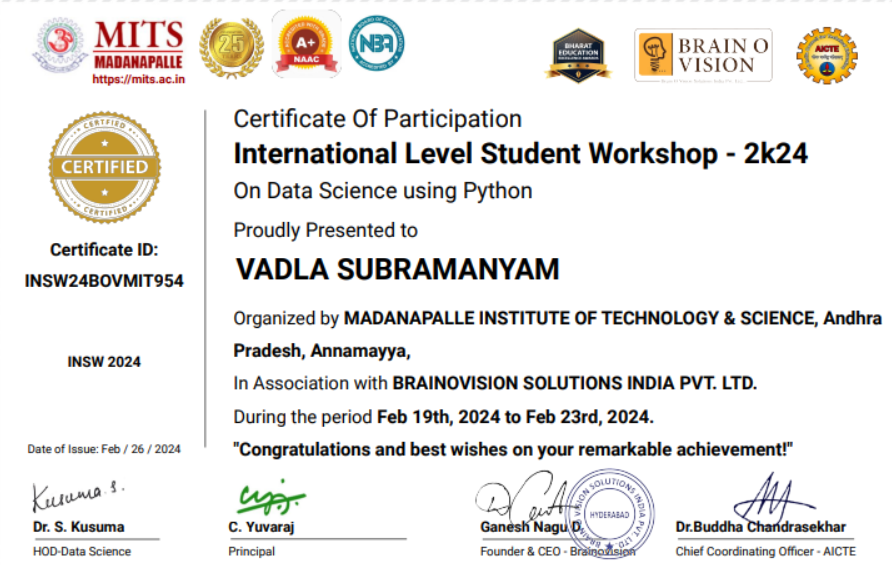 MITS
MADANAPALLE
https://mits.ac.in
25
A+
NAAC
NBA
BHARAT
EDUCATION
EXCELLENCE AWARDS
BRAIN O
VISION
AICTE
CERTIFIED
CERTIFIED
CERTIFIED
Certificate ID:
INSW24BOVMIT954
INSW 2024
Date of Issue: Feb / 26 / 2024
Certificate Of Participation
International Level Student Workshop - 2k24
On Data Science using Python
Proudly Presented to
VADLA SUBRAMANYAM
Organized by MADANAPALLE INSTITUTE OF TECHNOLOGY & SCIENCE, Andhra
Pradesh, Annamayya,
In Association with BRAINOVISION SOLUTIONS INDIA PVT. LTD.
During the period Feb 19th, 2024 to Feb 23rd, 2024.
"Congratulations and best wishes on your remarkable achievement!"
Kusuma. S.
Dr. S. Kusuma
HOD-Data Science
C. Yuvaraj
Principal
Ganesh Nagu D.
Founder & CEO - Brainovision
BRAIN O VISION SOLUTIONS INDIA PVT. LTD.
HYDERABAD
Dr.Buddha Chandrasekhar
Chief Coordinating Officer - AICTE